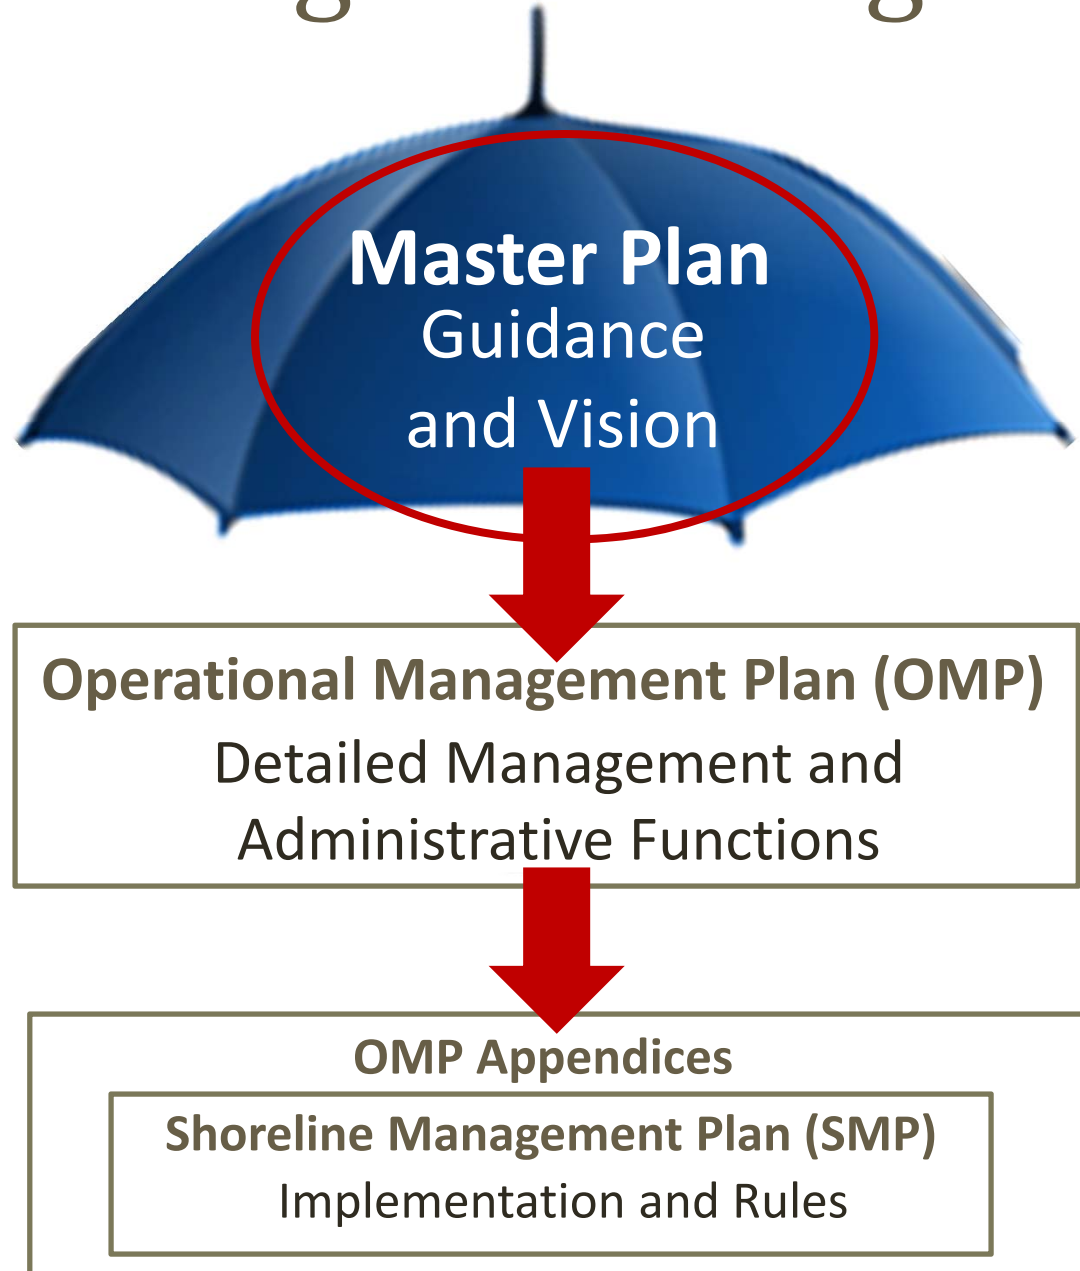 Master Plan
Guidance
and Vision
Operational Management Plan (OMP)
Detailed Management and
Administrative Functions
OMP Appendices
Shoreline Management Plan (SMP)
Implementation and Rules